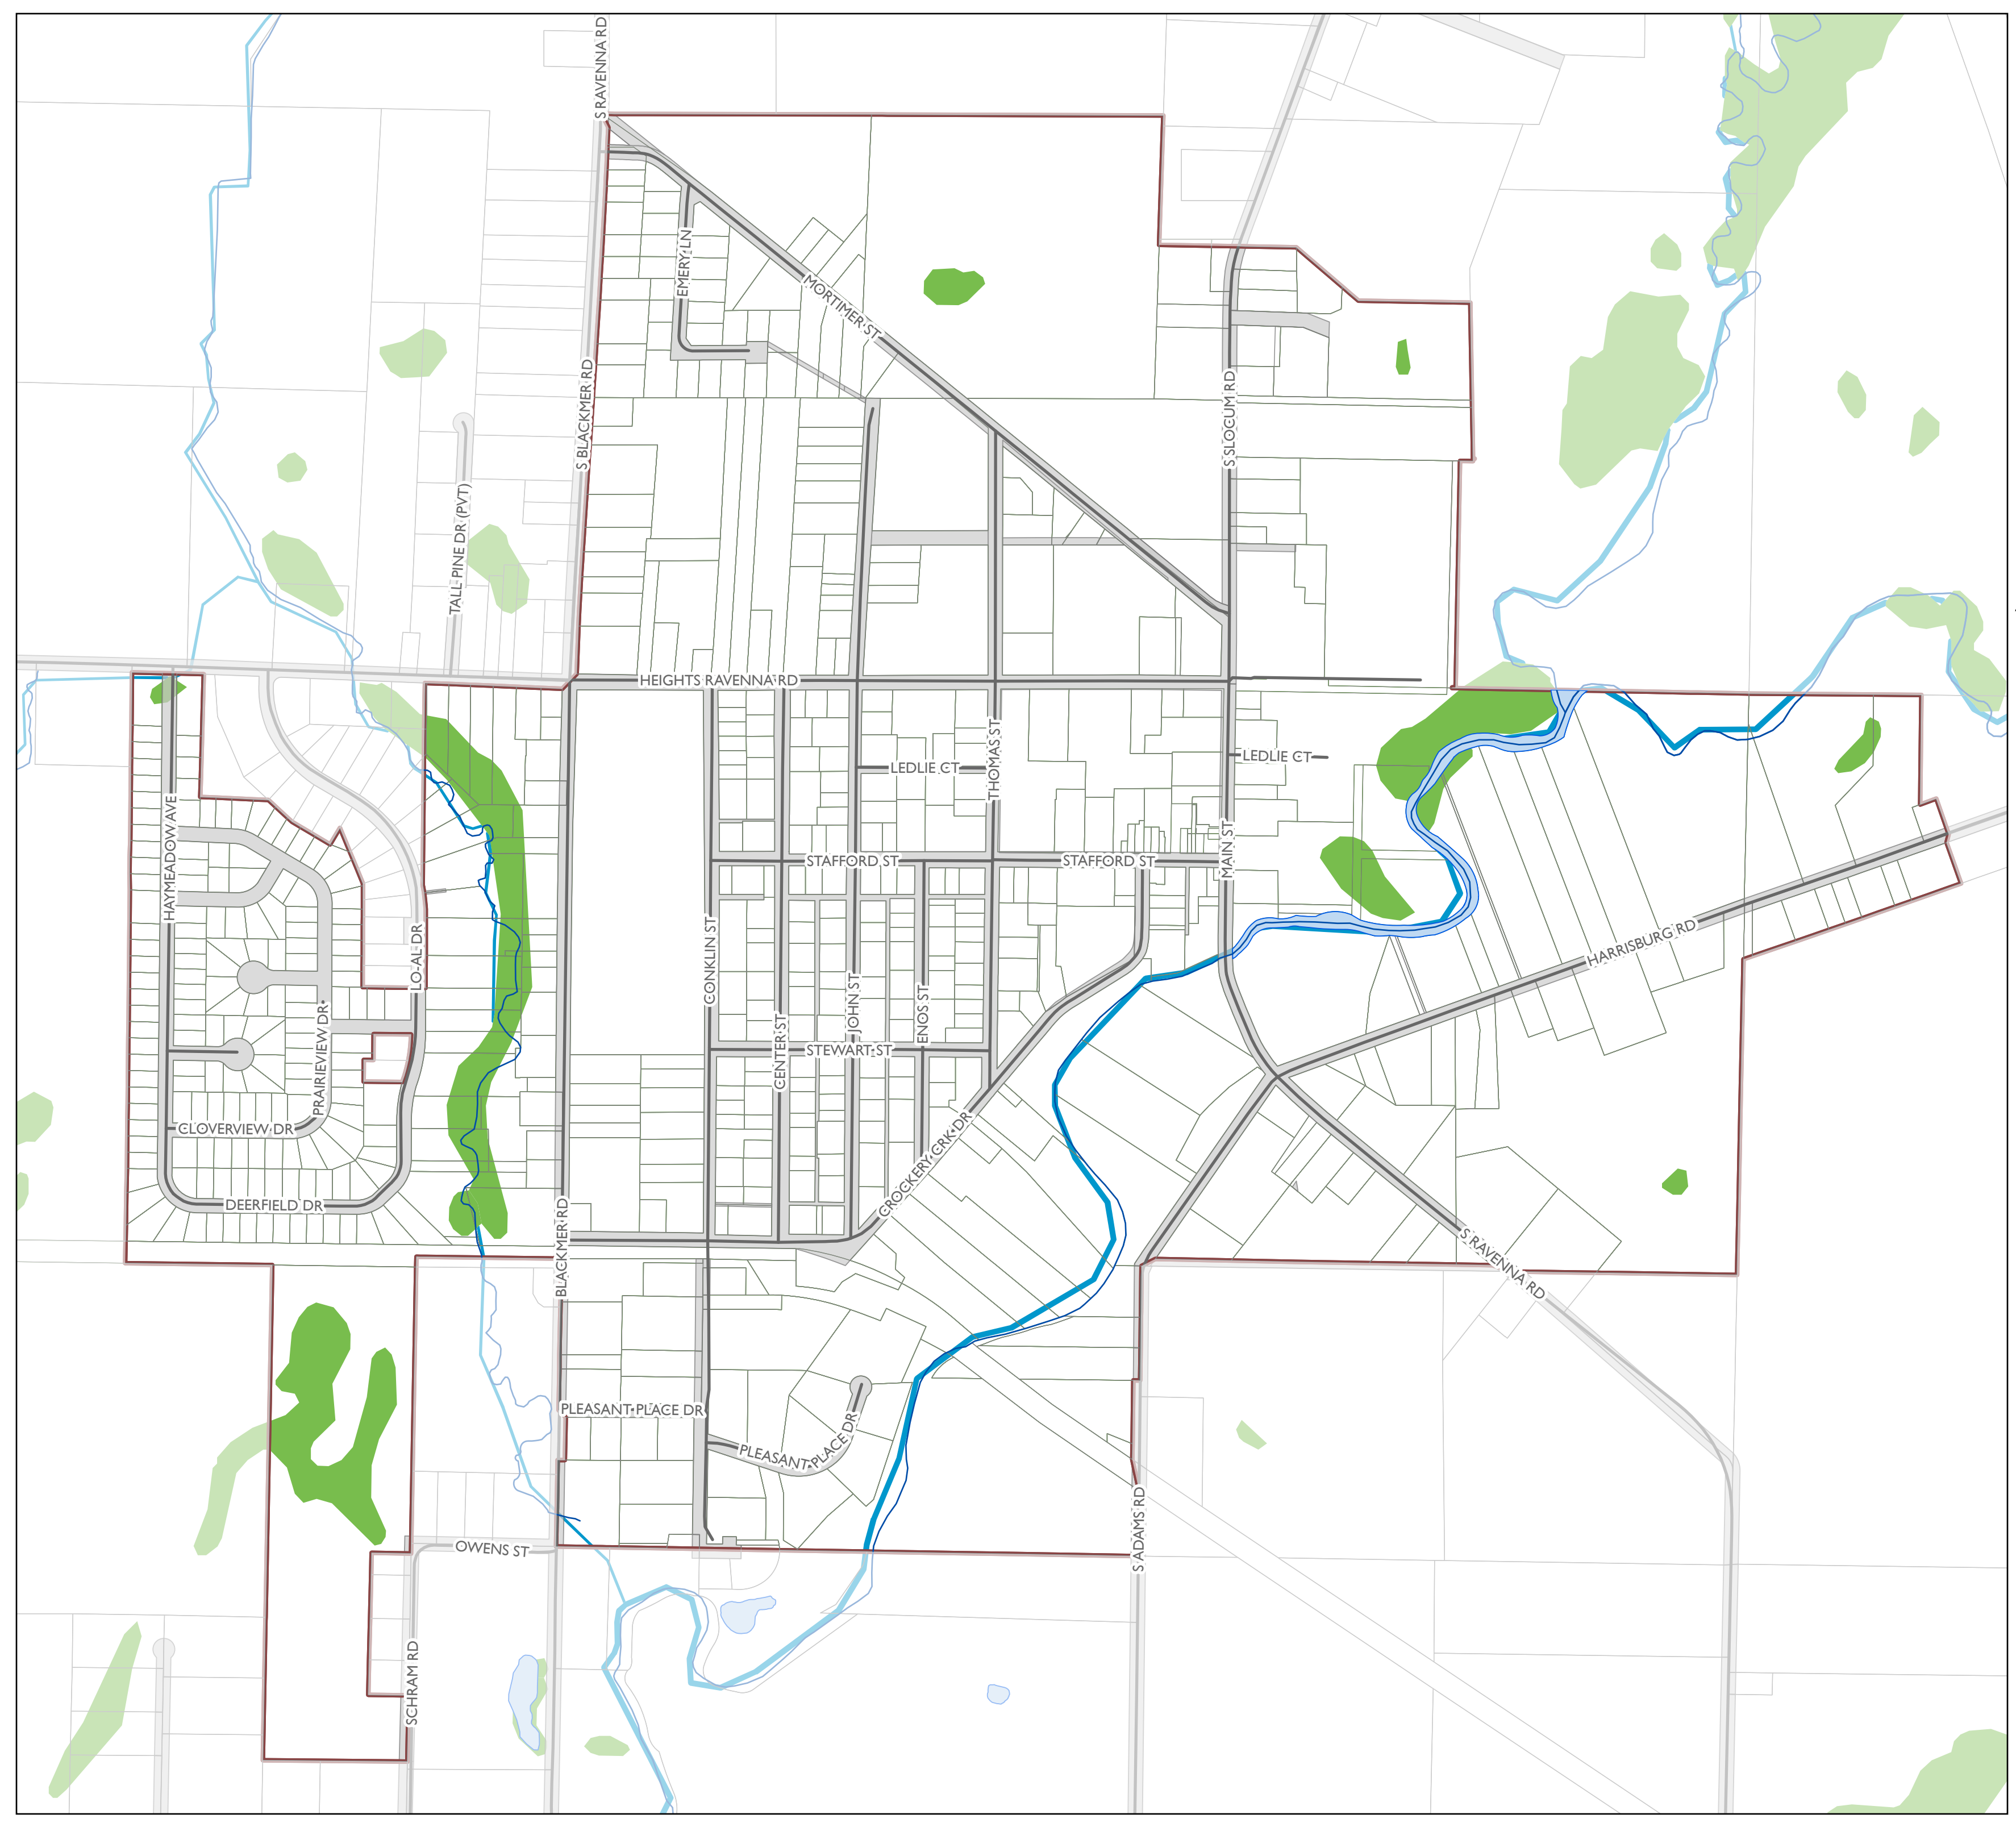 S RAVENNA RD
EMERY LN
MORTIMER ST
S BLACKMER RD
S SLOCUM RD
TALL PINE DR (PVT)
HEIGHTS RAVENNA RD
THOMAS ST
LEDLIE CT
LEDLIE CT
HAYMEADOW AVE
STAFFORD ST
STAFFORD ST
MAIN ST
LO-AL DR
CONKLIN ST
HARRISBURG RD
JOHN ST
ENOS ST
CENTER ST
STEWART ST
PRAIRIEVIEW DR
CLOVERVIEW DR
CROCKERY CRK DR
DEERFIELD DR
BLACKMER RD
S RAVENNA RD
PLEASANT PLACE DR
PLEASANT PLACE DR
S ADAMS RD
OWENS ST
SCHRAM RD